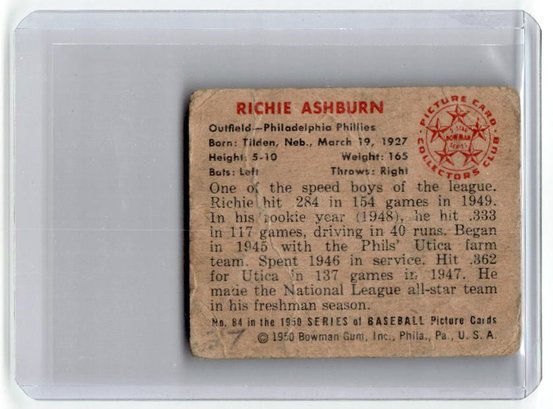 RICHIE ASHBURN
Outfield—Philadelphia Phillies
Born: Tilden, Neb., March 19, 1927
Height: 5-10 Weight: 165
Bats: Left Throws: Right
PICTURE CARD
5 STAR
BOWMAN
SERIES
COLLECTORS CLUB
One of the speed boys of the league.
Richie hit 284 in 154 games in 1949.
In his rookie year (1948), he hit .333
in 117 games, driving in 40 runs. Began
in 1945 with the Phils' Utica farm
team. Spent 1946 in service. Hit .362
for Utica in 137 games in 1947. He
made the National League all-star team
in his freshman season.
No. 84 in the 1950 SERIES of BASEBALL Picture Cards
© 1950 Bowman Gum, Inc., Phila., Pa., U. S. A.